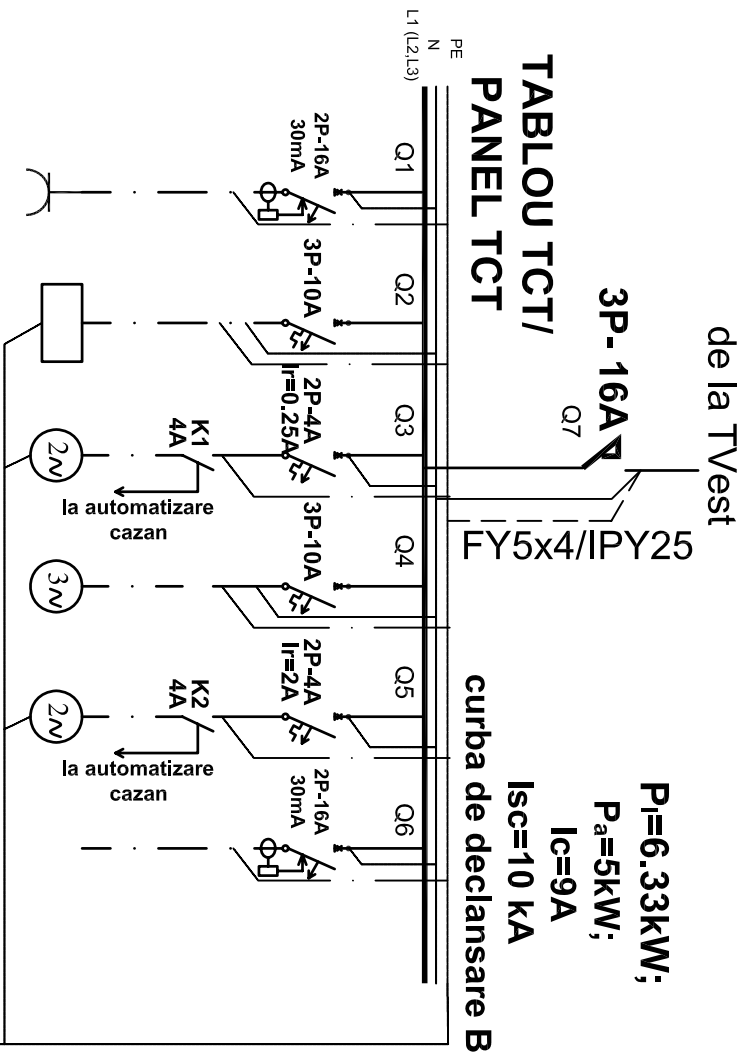 de la TVest
3P- 16A
Q7
FY5x4/IPY25
TABLOU TCT/
PANEL TCT
PI=6.33kW;
Pa=5kW;
Ic=9A
Isc=10 kA
curba de declansare B
PE
N
L1 (L2,L3)
Q1
2P-16A
30mA
Q2
3P-10A
Q3
2P-4A
Ir=0.25A
K1
4A
la automatizare
cazan
2~
Q4
3P-10A
3~
Q5
2P-4A
Ir=2A
K2
4A
la automatizare
cazan
2~
Q6
2P-16A
30mA